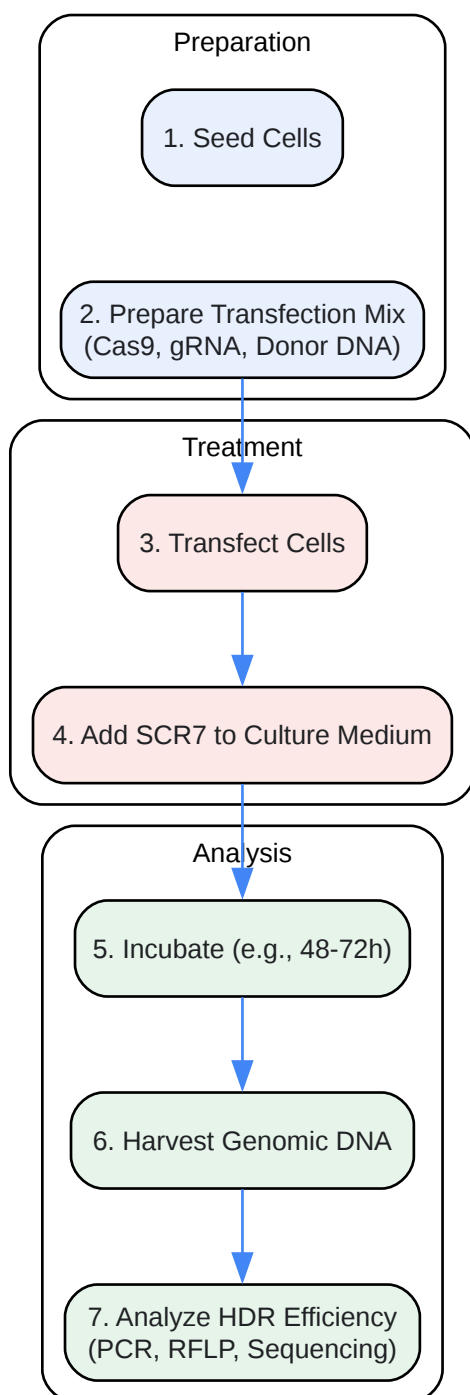 Preparation
1. Seed Cells
2. Prepare Transfection Mix
(Cas9, gRNA, Donor DNA)
Treatment
3. Transfect Cells
4. Add SCR7 to Culture Medium
Analysis
5. Incubate (e.g., 48-72h)
6. Harvest Genomic DNA
7. Analyze HDR Efficiency
(PCR, RFLP, Sequencing)